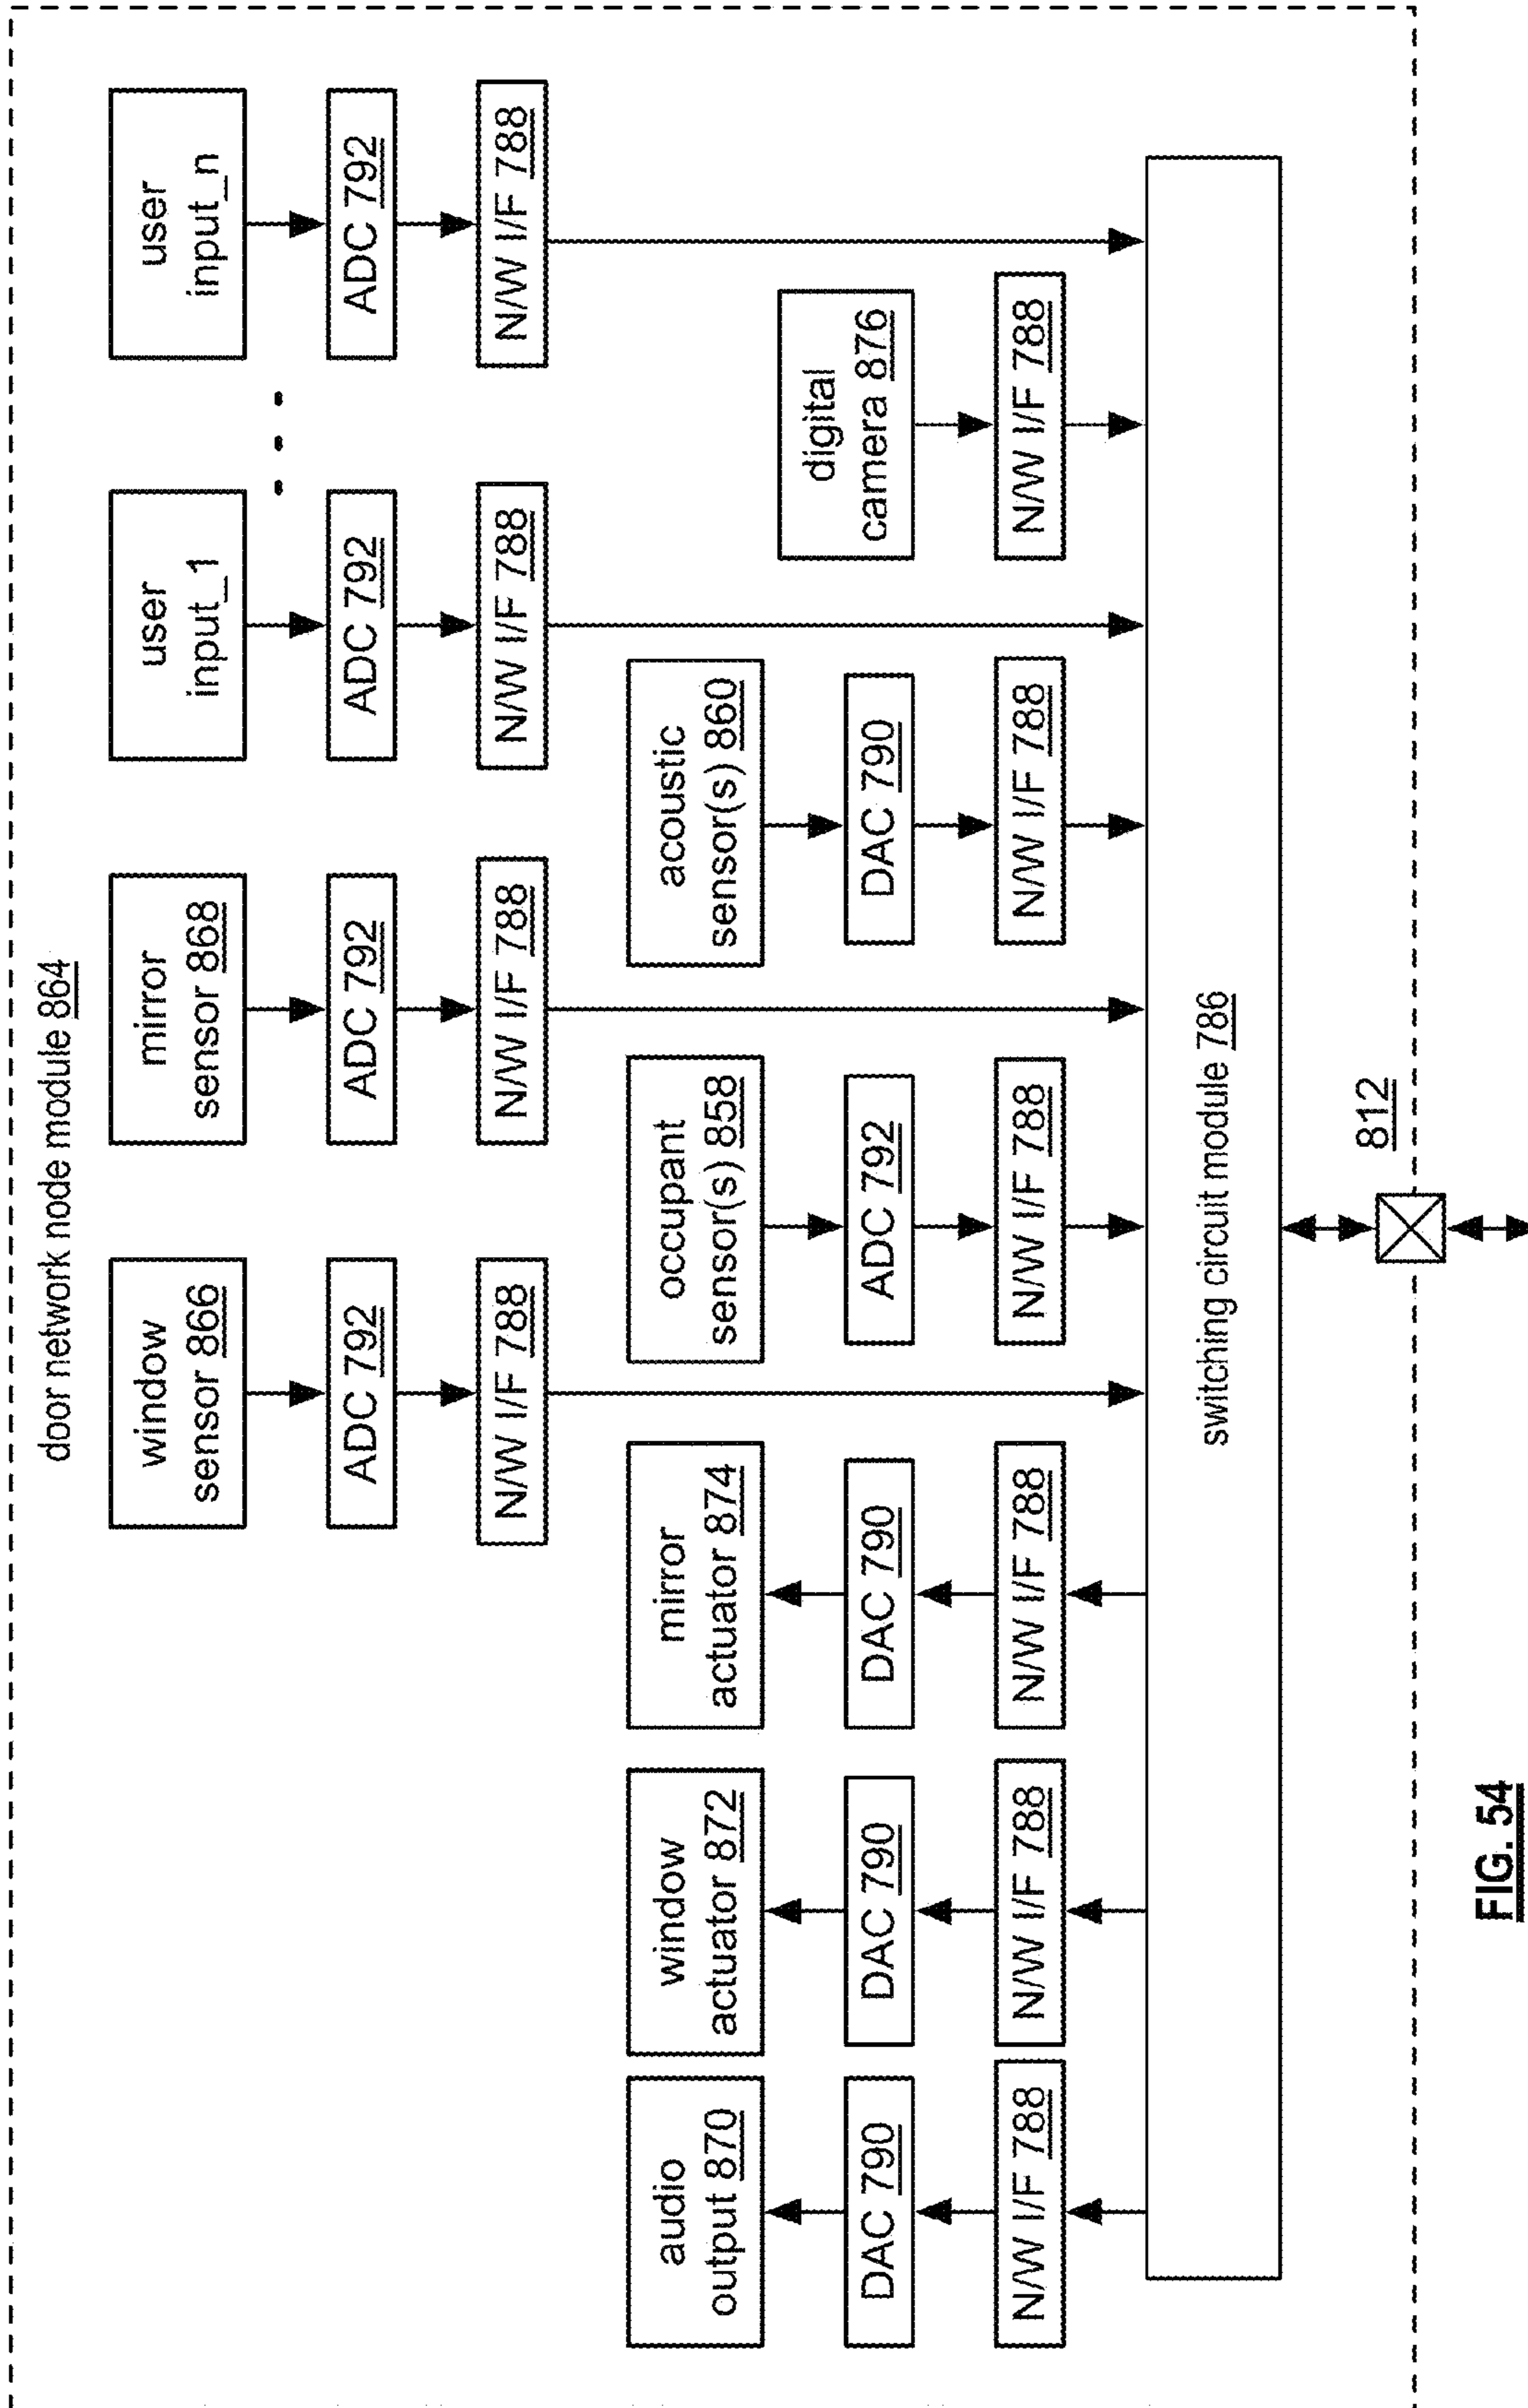 door network node module 864
window
sensor 866
ADC 792
N/W I/F 788
mirror
sensor 868
ADC 792
N/W I/F 788
user
input_1
ADC 792
N/W I/F 788
user
input_n
ADC 792
N/W I/F 788
audio
output 870
DAC 790
N/W I/F 788
window
actuator 872
DAC 790
N/W I/F 788
mirror
actuator 874
DAC 790
N/W I/F 788
occupant
sensor(s) 858
ADC 792
N/W I/F 788
acoustic
sensor(s) 860
DAC 790
N/W I/F 788
digital
camera 876
N/W I/F 788
switching circuit module 786
812
FIG. 54